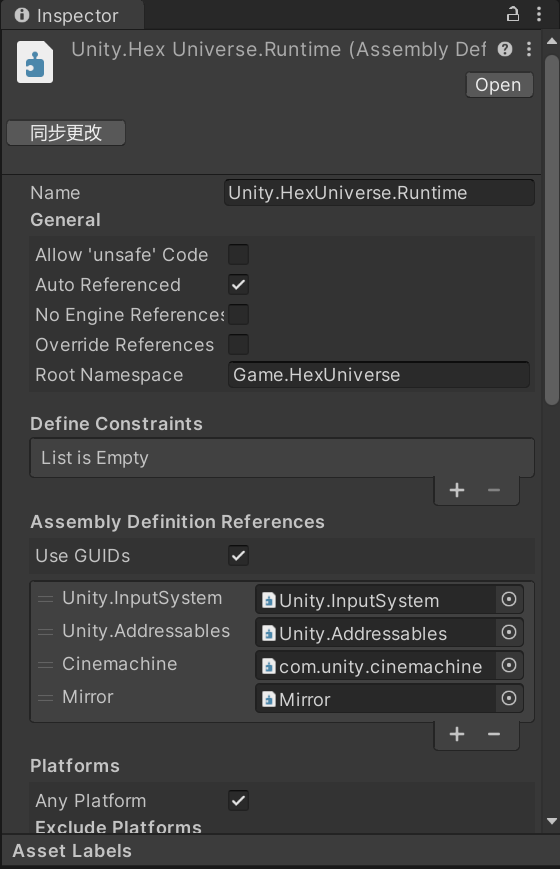 Inspector
Unity.Hex Universe.Runtime (Assembly Def
Open
同步更改
Name Unity.HexUniverse.Runtime
General
Allow 'unsafe' Code
Auto Referenced
No Engine References
Override References
Root Namespace Game.HexUniverse
Define Constraints
List is Empty
Assembly Definition References
Use GUIDs
Unity.InputSystem Unity.InputSystem
Unity.Addressables Unity.Addressables
Cinemachine com.unity.cinemachine
Mirror Mirror
Platforms
Any Platform
Exclude Platforms
Asset Labels